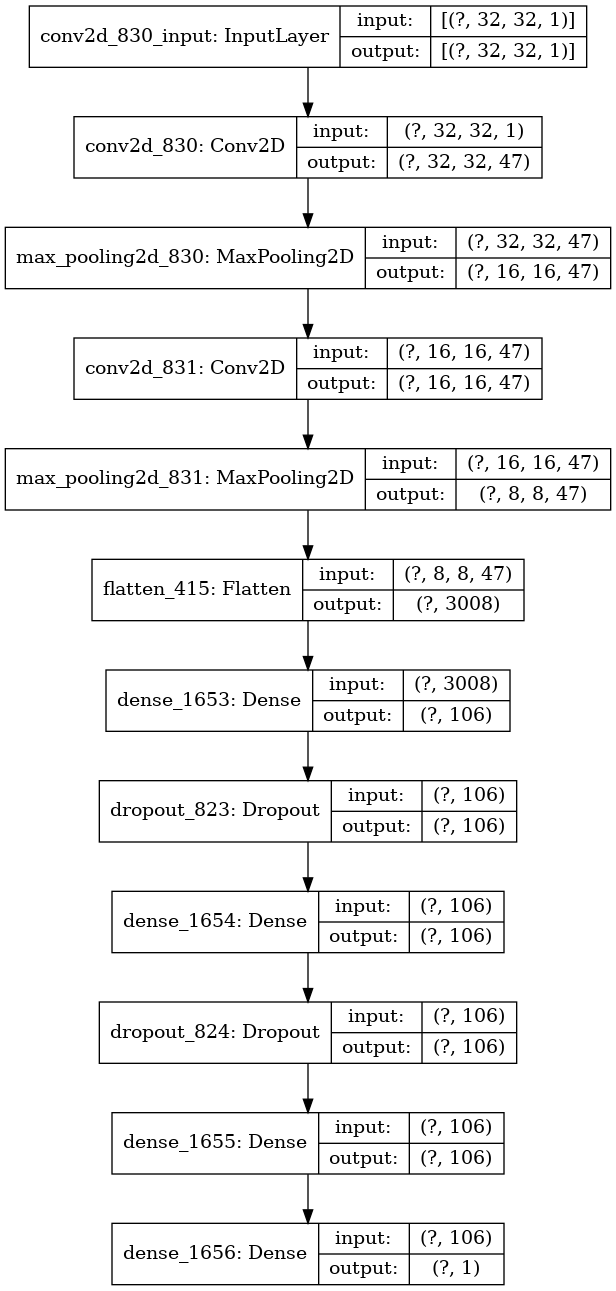 conv2d_830_input: InputLayer
input: [(?, 32, 32, 1)]
output: [(?, 32, 32, 1)]
conv2d_830: Conv2D
input: (?, 32, 32, 1)
output: (?, 32, 32, 47)
max_pooling2d_830: MaxPooling2D
input: (?, 32, 32, 47)
output: (?, 16, 16, 47)
conv2d_831: Conv2D
input: (?, 16, 16, 47)
output: (?, 16, 16, 47)
max_pooling2d_831: MaxPooling2D
input: (?, 16, 16, 47)
output: (?, 8, 8, 47)
flatten_415: Flatten
input: (?, 8, 8, 47)
output: (?, 3008)
dense_1653: Dense
input: (?, 3008)
output: (?, 106)
dropout_823: Dropout
input: (?, 106)
output: (?, 106)
dense_1654: Dense
input: (?, 106)
output: (?, 106)
dropout_824: Dropout
input: (?, 106)
output: (?, 106)
dense_1655: Dense
input: (?, 106)
output: (?, 106)
dense_1656: Dense
input: (?, 106)
output: (?, 1)